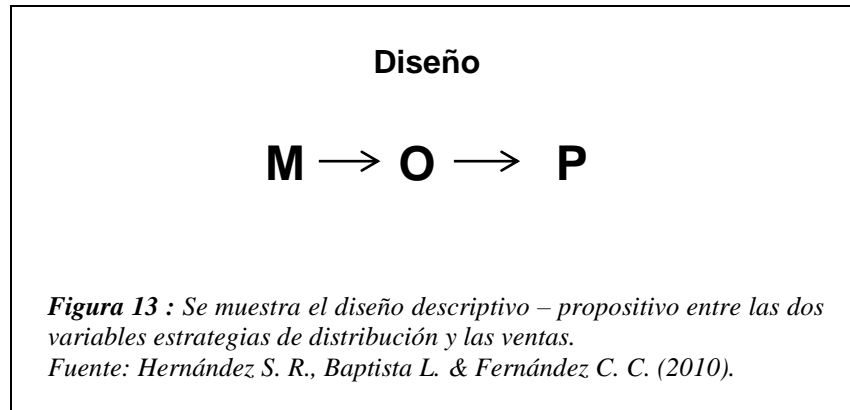 Diseño
M → O → P
Figura 13 : Se muestra el diseño descriptivo – propositivo entre las dos
variables estrategias de distribución y las ventas.
Fuente: Hernández S. R., Baptista L. & Fernández C. C. (2010).